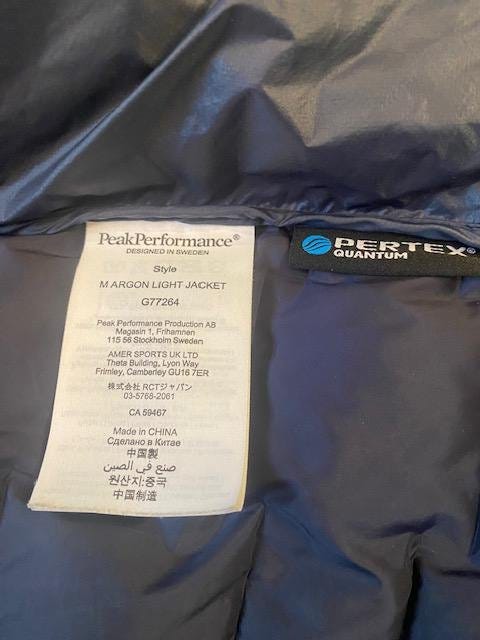 PeakPerformance®
DESIGNED IN SWEDEN
Style
M ARGON LIGHT JACKET
G77264
Peak Performance Production AB
Magasin 1, Frihamnen
115 56 Stockholm Sweden
AMER SPORTS UK LTD
Theta Building, Lyon Way
Frimley, Camberley GU16 7ER
株式会社 RCTジャパン
03-5768-2061
CA 59467
Made in CHINA
Сделано в Китае
中国製
صنع في الصين
원산지:중국
中国制造
PERTEX®
QUANTUM